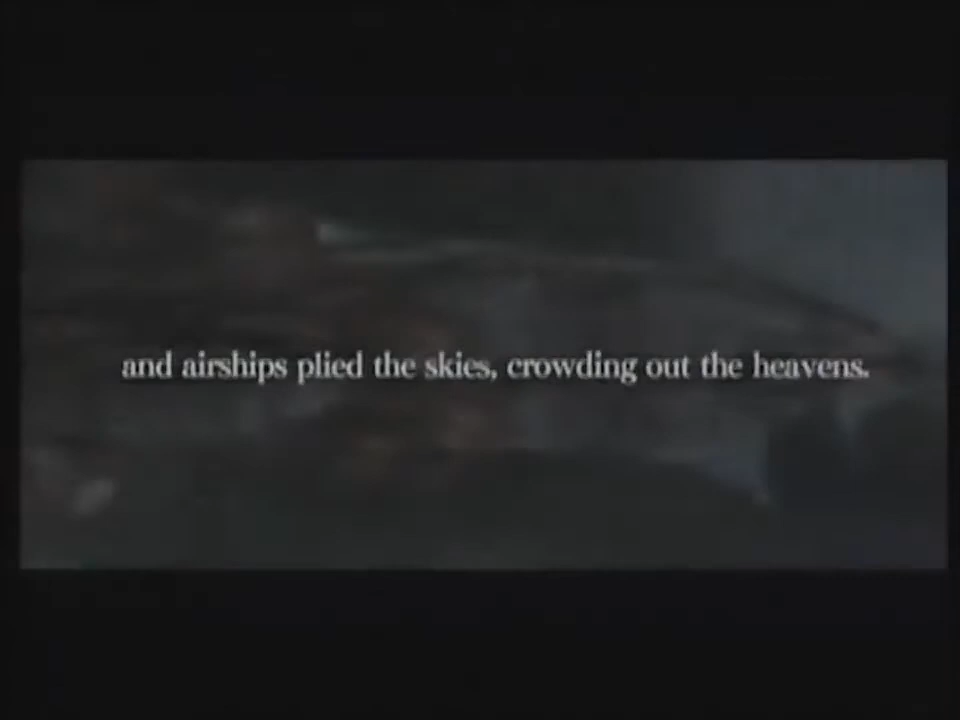 and airships plied the skies, crowding out the heavens.